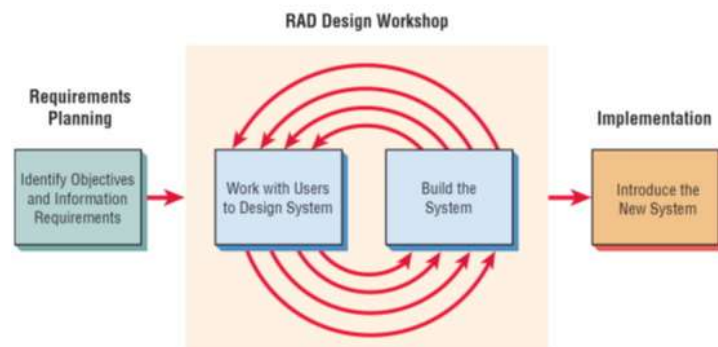 RAD Design Workshop
Requirements
Planning
Identify Objectives
and Information
Requirements
Work with Users
to Design System
Build the
System
Implementation
Introduce the
New System